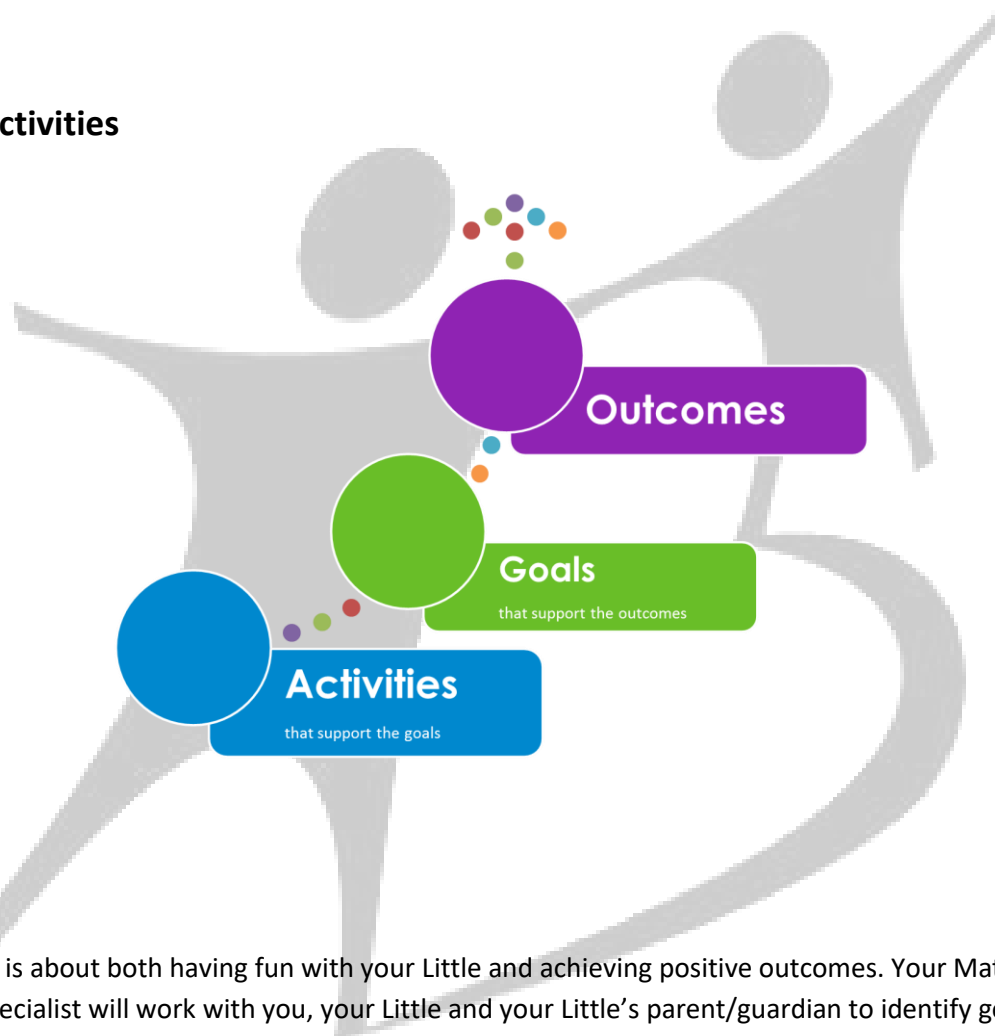 ctivities
Outcomes
Goals
that support the outcomes
Activities
that support the goals
is about both having fun with your Little and achieving positive outcomes. Your Mat
ecialist will work with you, your Little and your Little's parent/guardian to identify g